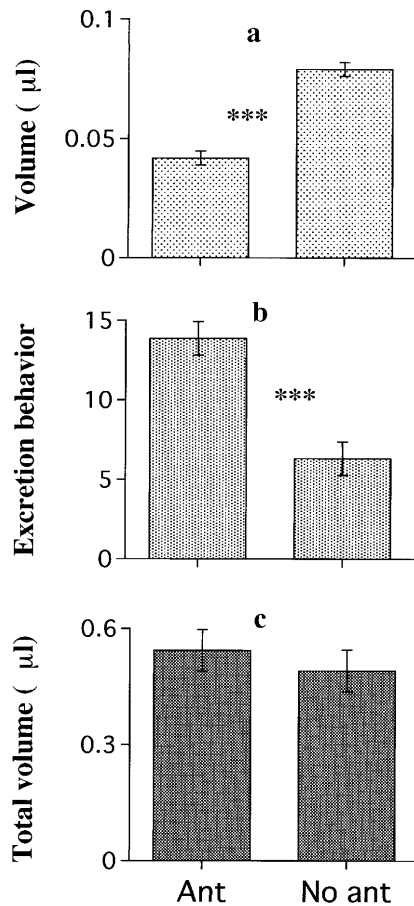 a
0.1
0.05
0
Volume ( μl)
***
b
15
10
5
0
Excretion behavior
***
c
0.6
0.3
0
Total volume ( μl)
Ant No ant